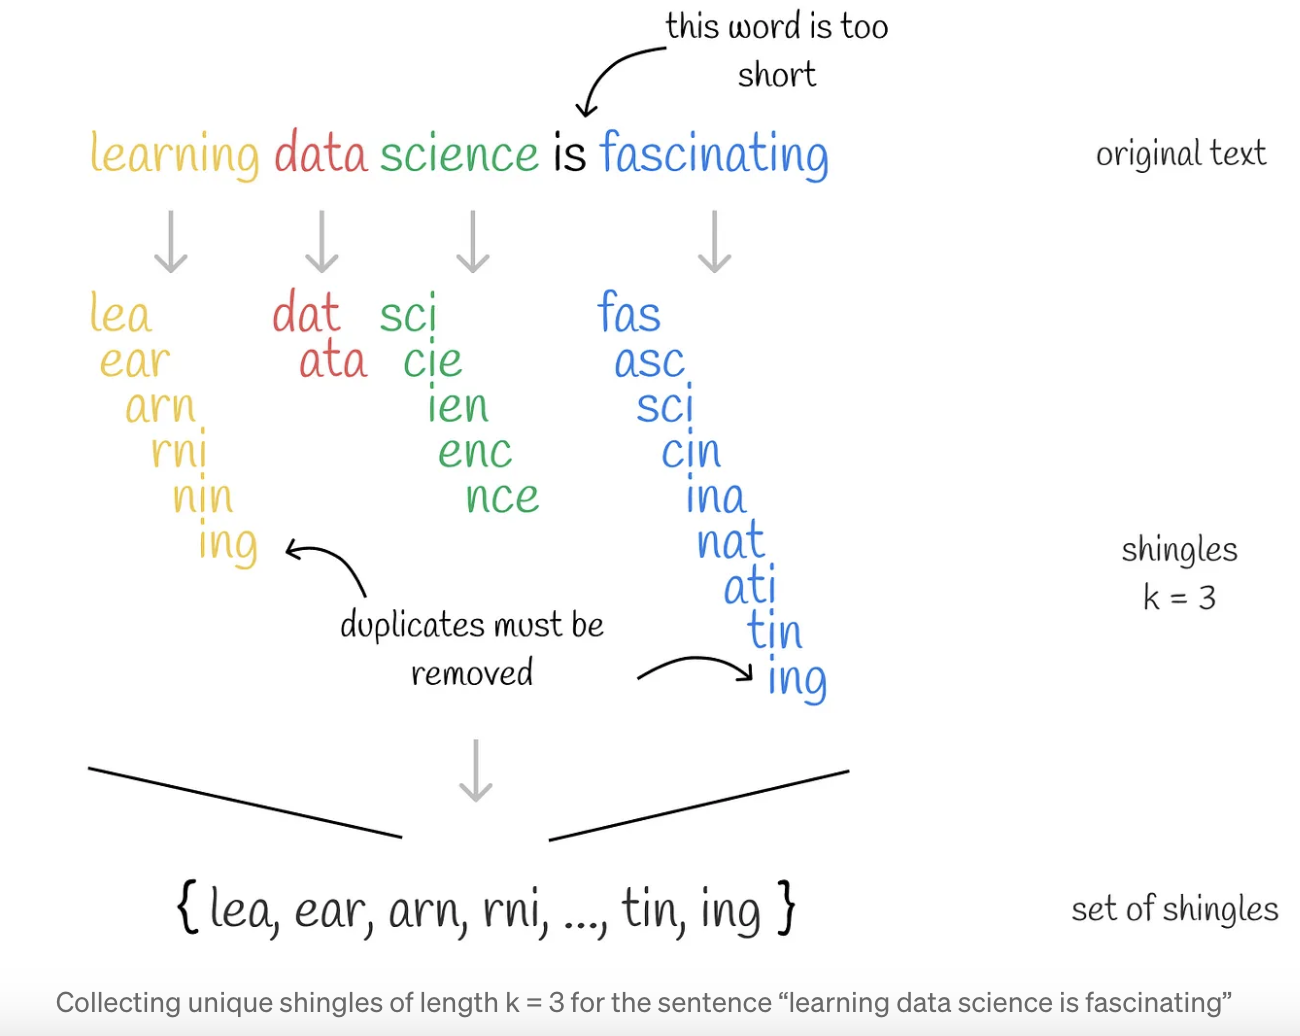 this word is too
short
learning data science is fascinating
original text
lea dat sci fas
ear ata cie asc
arn ien sci
rni enc cin
nin nce ina
ing nat
shingles
ati
k = 3
duplicates must be
tin
removed
ing
{ lea, ear, arn, rni, ..., tin, ing }
set of shingles
Collecting unique shingles of length k = 3 for the sentence “learning data science is fascinating”